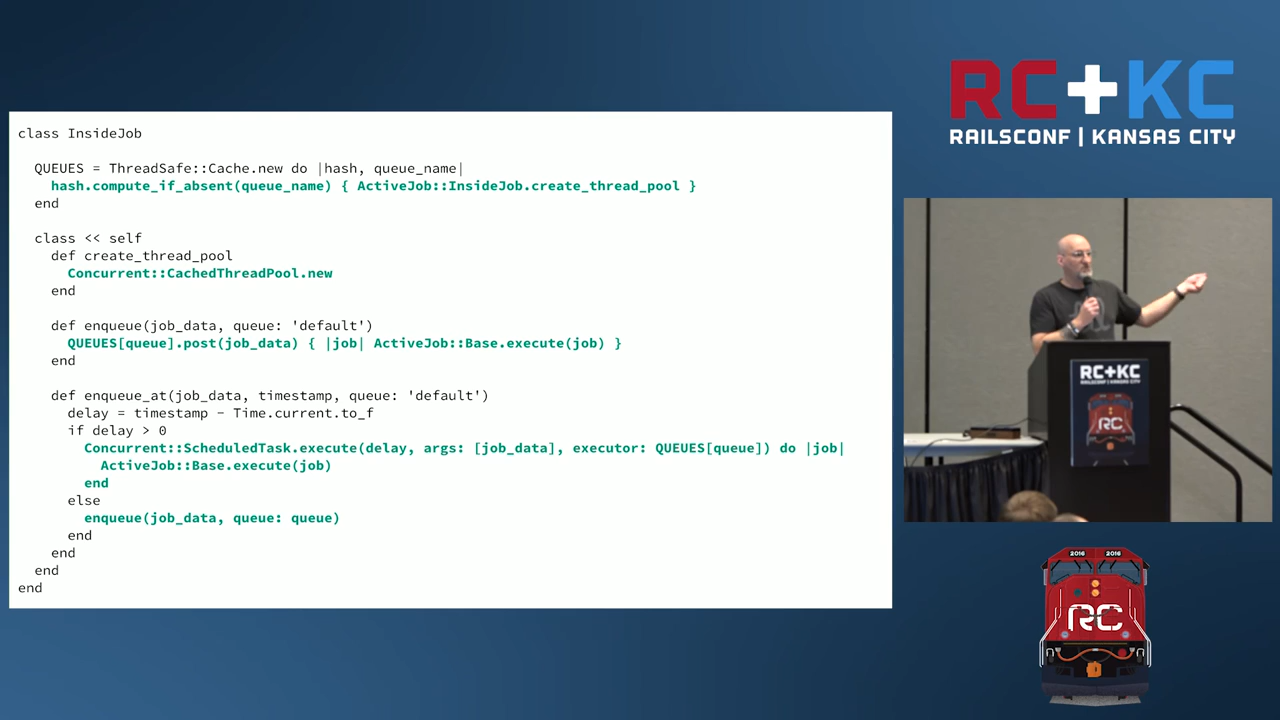 class InsideJob
QUEUES = ThreadSafe::Cache.new do |hash, queue_name|
hash.compute_if_absent(queue_name) { ActiveJob::InsideJob.create_thread_pool }
end
class << self
def create_thread_pool
Concurrent::CachedThreadPool.new
end
def enqueue(job_data, queue: 'default')
QUEUES[queue].post(job_data) { |job| ActiveJob::Base.execute(job) }
end
def enqueue_at(job_data, timestamp, queue: 'default')
delay = timestamp - Time.current.to_f
if delay > 0
Concurrent::ScheduledTask.execute(delay, args: [job_data], executor: QUEUES[queue]) do |job|
ActiveJob::Base.execute(job)
end
else
enqueue(job_data, queue: queue)
end
end
end
end
RC+KC
RAILSCONF | KANSAS CITY
RC+KC
RAILSCONF | KANSAS CITY
RC
2016 2016
RC